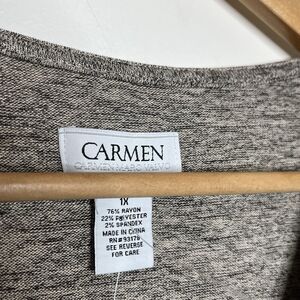 CARMEN
CARMEN MARC VALVO
1X
76% RAYON
22% POLYESTER
2% SPANDEX
MADE IN CHINA
RN# 93176
SEE REVERSE
FOR CARE